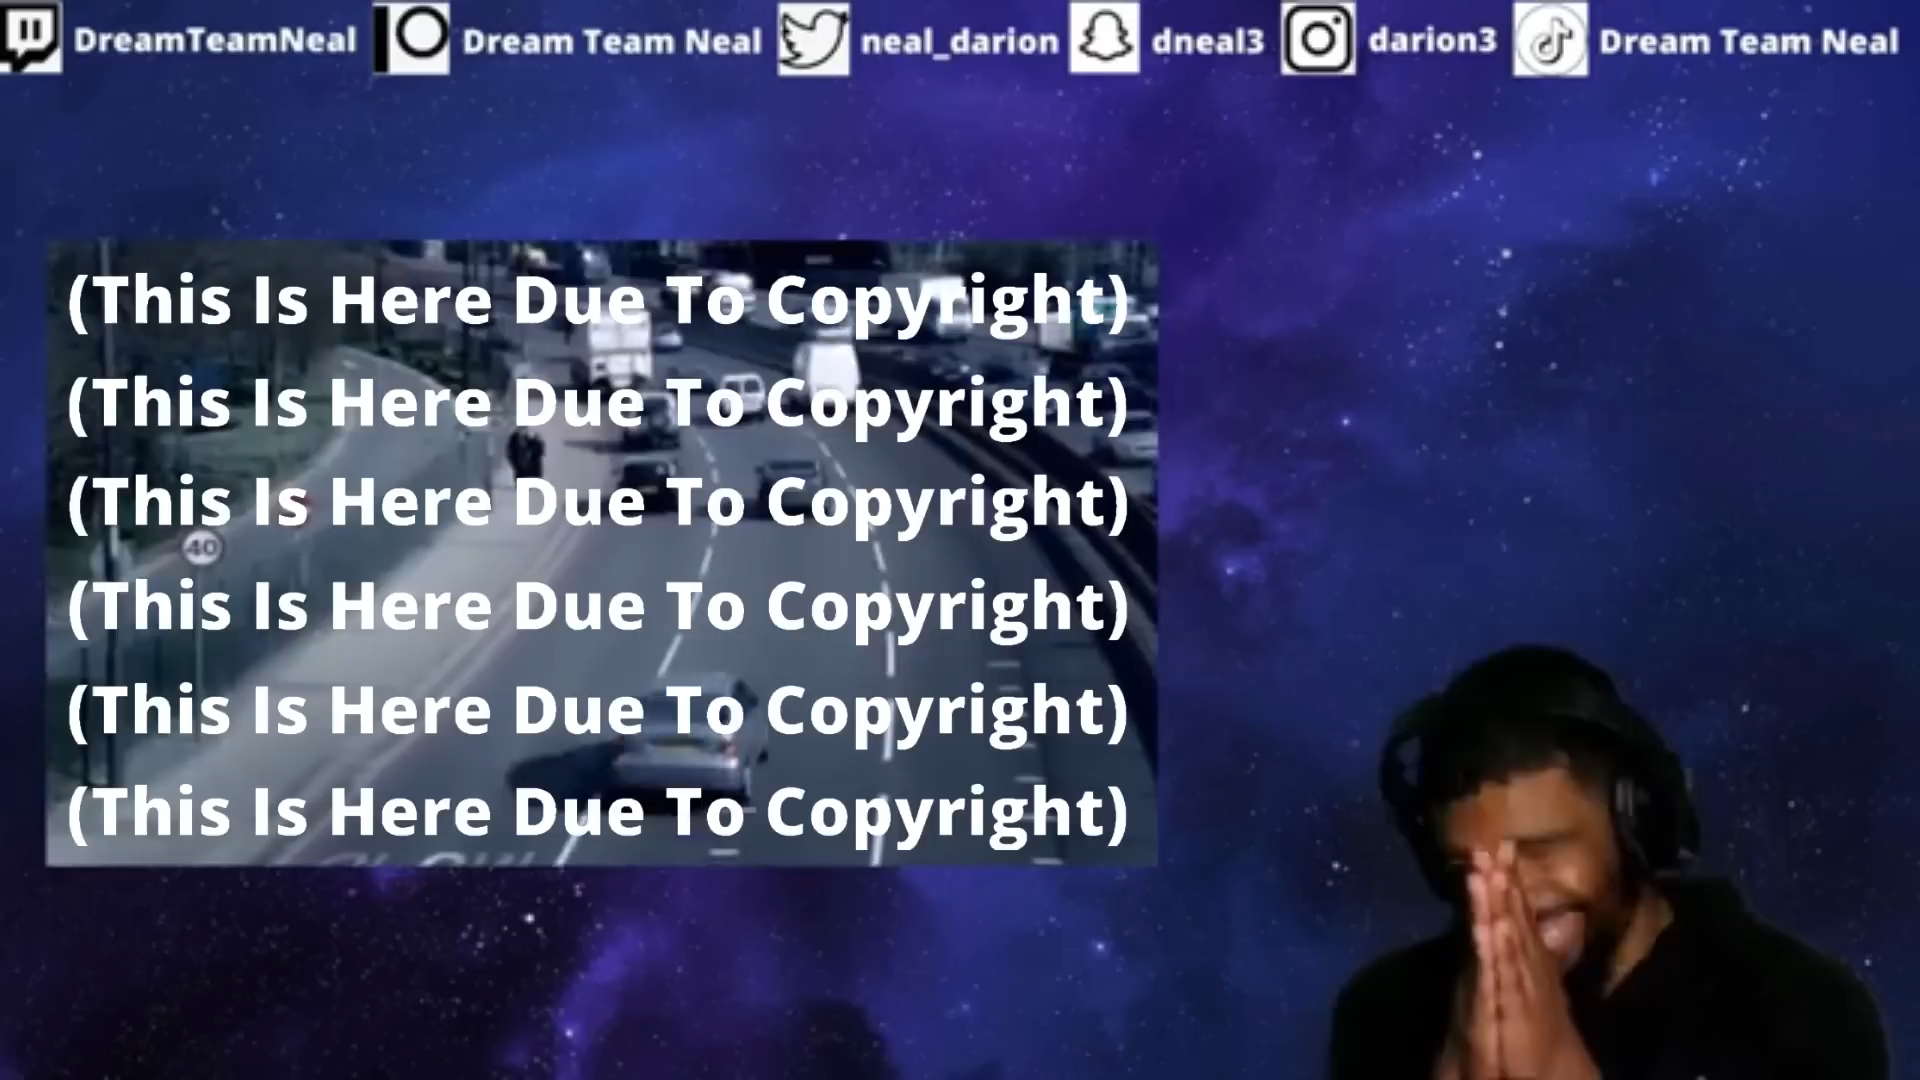 DreamTeamNeal Dream Team Neal neal_darion dneal3 darion3 Dream Team Neal
(This Is Here Due To Copyright)
(This Is Here Due To Copyright)
(This Is Here Due To Copyright)
40
(This Is Here Due To Copyright)
(This Is Here Due To Copyright)
(This Is Here Due To Copyright)
SLOW